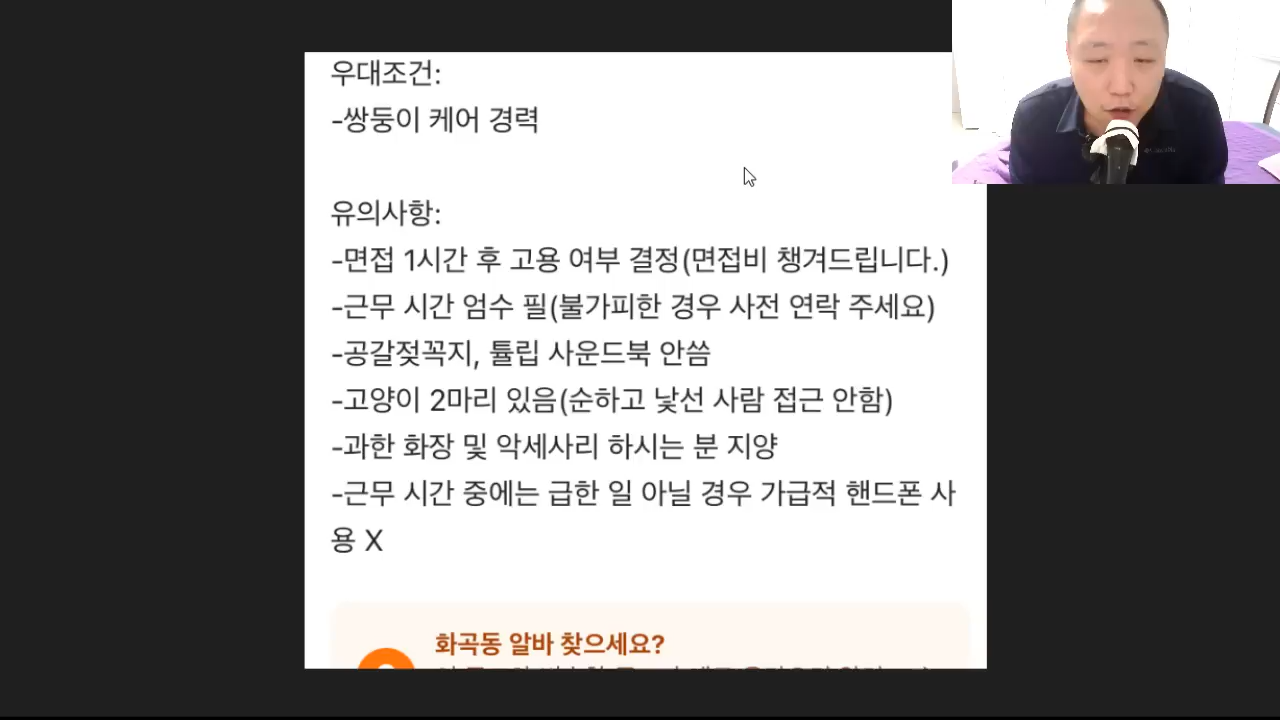 우대조건:
-쌍둥이 케어 경력
유의사항:
-면접 1시간 후 고용 여부 결정(면접비 챙겨드립니다.)
-근무 시간 엄수 필(불가피한 경우 사전 연락 주세요)
-공갈젖꼭지, 튤립 사운드북 안씀
-고양이 2마리 있음(순하고 낯선 사람 접근 안함)
-과한 화장 및 악세사리 하시는 분 지양
-근무 시간 중에는 급한 일 아닐 경우 가급적 핸드폰 사
용 X
화곡동 알바 찾으세요?